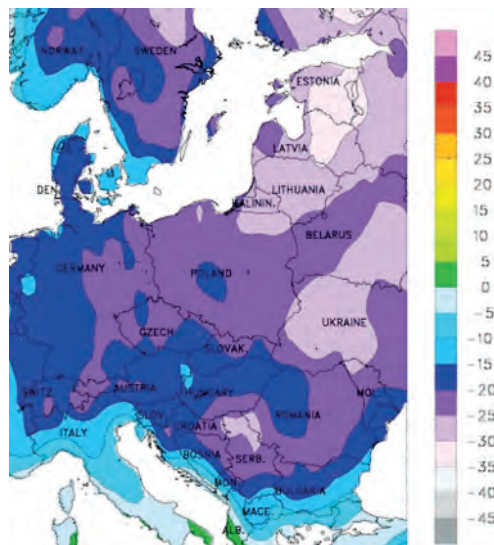 NORWAY
SWEDEN
ESTONIA
LATVIA
LITHUANIA
KALININ.
DEN.
BELARUS
GERMANY
POLAND
CZECH
UKRAINE
SLOVAK.
SWITZ.
AUSTRIA
HUNGARY
MOL.
ITALY
SLOV.
CROATIA
ROMANIA
BOSNIA
SERB.
MON.
BULGARIA
MACE.
ALB.
45
40
35
30
25
20
15
10
5
0
-5
-10
-15
-20
-25
-30
-35
-40
-45